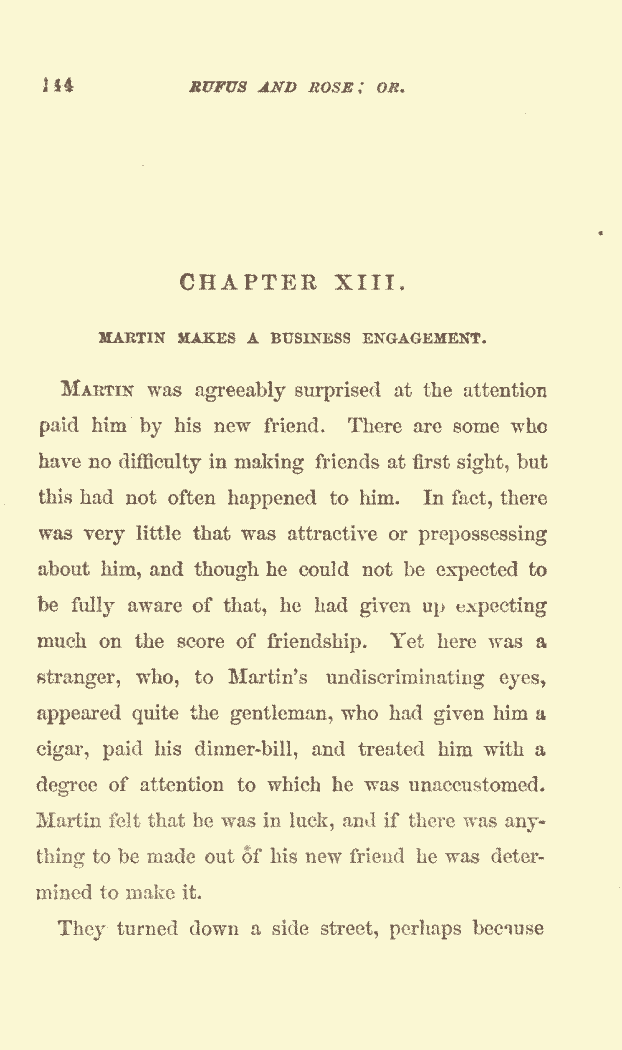 144 RUFUS AND ROSE; OR.
CHAPTER XIII.
MARTIN MAKES A BUSINESS ENGAGEMENT.
MARTIN was agreeably surprised at the attention
paid him by his new friend. There are some who
have no difficulty in making friends at first sight, but
this had not often happened to him. In fact, there
was very little that was attractive or prepossessing
about him, and though he could not be expected to
be fully aware of that, he had given up expecting
much on the score of friendship. Yet here was a
stranger, who, to Martin's undiscriminating eyes,
appeared quite the gentleman, who had given him a
cigar, paid his dinner-bill, and treated him with a
degree of attention to which he was unaccustomed.
Martin felt that he was in luck, and if there was any-
thing to be made out of his new friend he was deter-
mined to make it.
They turned down a side street, perhaps because